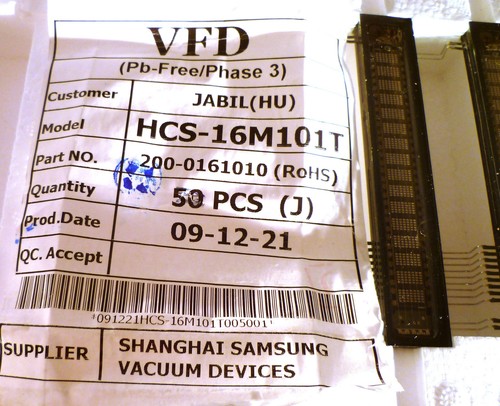 VFD
(Pb-Free/Phase 3)
Customer JABIL(HU)
Model HCS-16M101T
Part NO. 200-0161010 (RoHS)
Quantity 50 PCS (J)
Prod.Date 09-12-21
QC. Accept
*091221HCS-16M101T005001*
SUPPLIER SHANGHAI SAMSUNG
VACUUM DEVICES